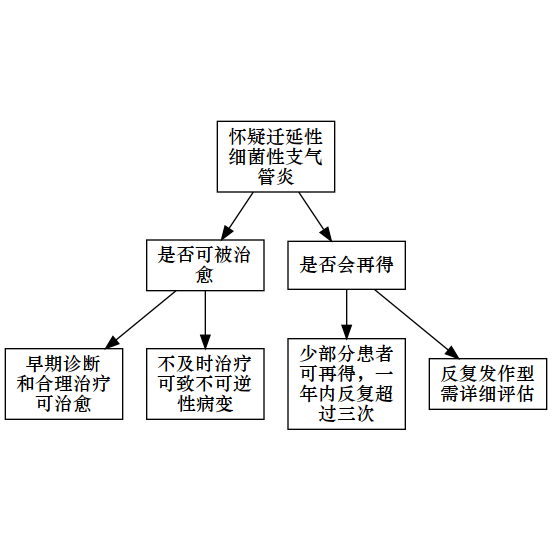 怀疑迁延性
细菌性支气
管炎
是否可被治
愈
是否会再得
早期诊断
和合理治疗
可治愈
不及时治疗
可致不可逆
性病变
少部分患者
可再得，一
年内反复超
过三次
反复发作型
需详细评估